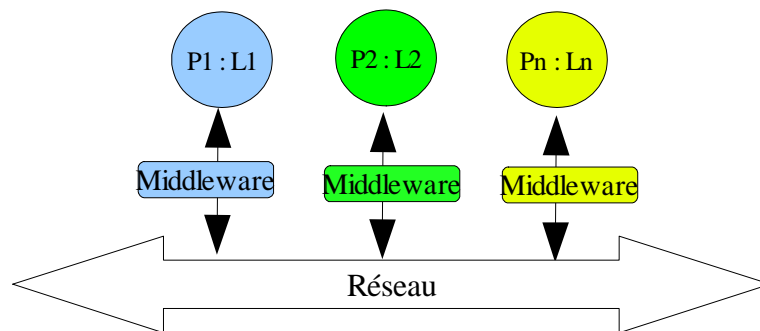 P1 : L1
P2 : L2
Pn : Ln
Middleware
Middleware
Middleware
Réseau